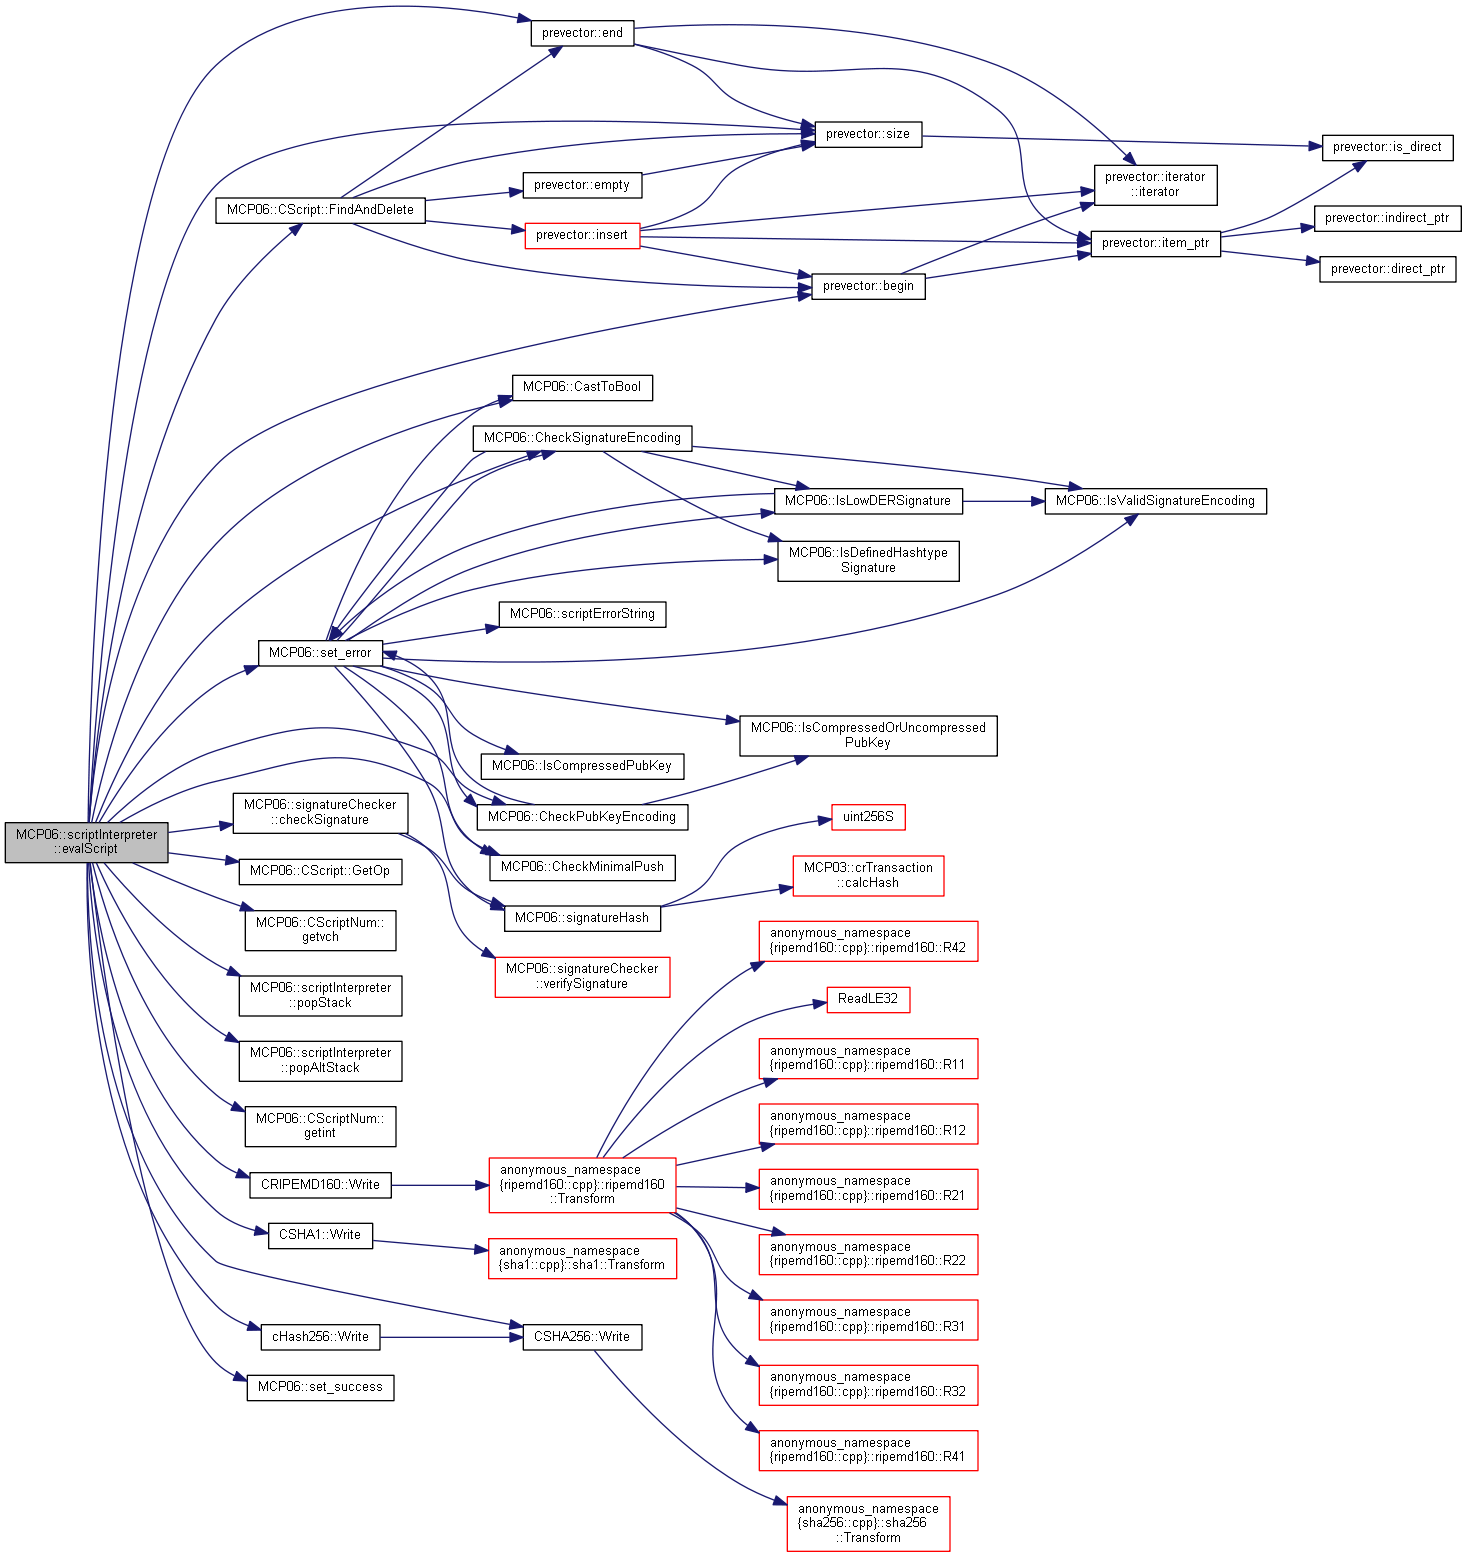 prevector::end
prevector::size
prevector::is_direct
prevector::iterator
::iterator
prevector::empty
MCP06::CScript::FindAndDelete
prevector::indirect_ptr
prevector::insert
prevector::item_ptr
prevector::direct_ptr
prevector::begin
MCP06::CastToBool
MCP06::CheckSignatureEncoding
MCP06::IsLowDERSignature
MCP06::IsValidSignatureEncoding
MCP06::IsDefinedHashtype
Signature
MCP06::scriptErrorString
MCP06::set_error
MCP06::IsCompressedOrUncompressed
PubKey
MCP06::IsCompressedPubKey
MCP06::signatureChecker
::checkSignature
MCP06::CheckPubKeyEncoding
uint256S
MCP06::scriptInterpreter
::evalScript
MCP06::CScript::GetOp
MCP06::CheckMinimalPush
MCP03::crTransaction
::calcHash
MCP06::CScriptNum::
getvch
MCP06::signatureHash
anonymous_namespace
{ripemd160::cpp}::ripemd160::R42
MCP06::signatureChecker
::verifySignature
MCP06::scriptInterpreter
::popStack
ReadLE32
MCP06::scriptInterpreter
::popAltStack
anonymous_namespace
{ripemd160::cpp}::ripemd160::R11
MCP06::CScriptNum::
getint
anonymous_namespace
{ripemd160::cpp}::ripemd160::R12
CRIPEMD160::Write
anonymous_namespace
{ripemd160::cpp}::ripemd160
::Transform
anonymous_namespace
{ripemd160::cpp}::ripemd160::R21
CSHA1::Write
anonymous_namespace
{sha1::cpp}::sha1::Transform
anonymous_namespace
{ripemd160::cpp}::ripemd160::R22
anonymous_namespace
{ripemd160::cpp}::ripemd160::R31
cHash256::Write
CSHA256::Write
MCP06::set_success
anonymous_namespace
{ripemd160::cpp}::ripemd160::R32
anonymous_namespace
{ripemd160::cpp}::ripemd160::R41
anonymous_namespace
{sha256::cpp}::sha256
::Transform